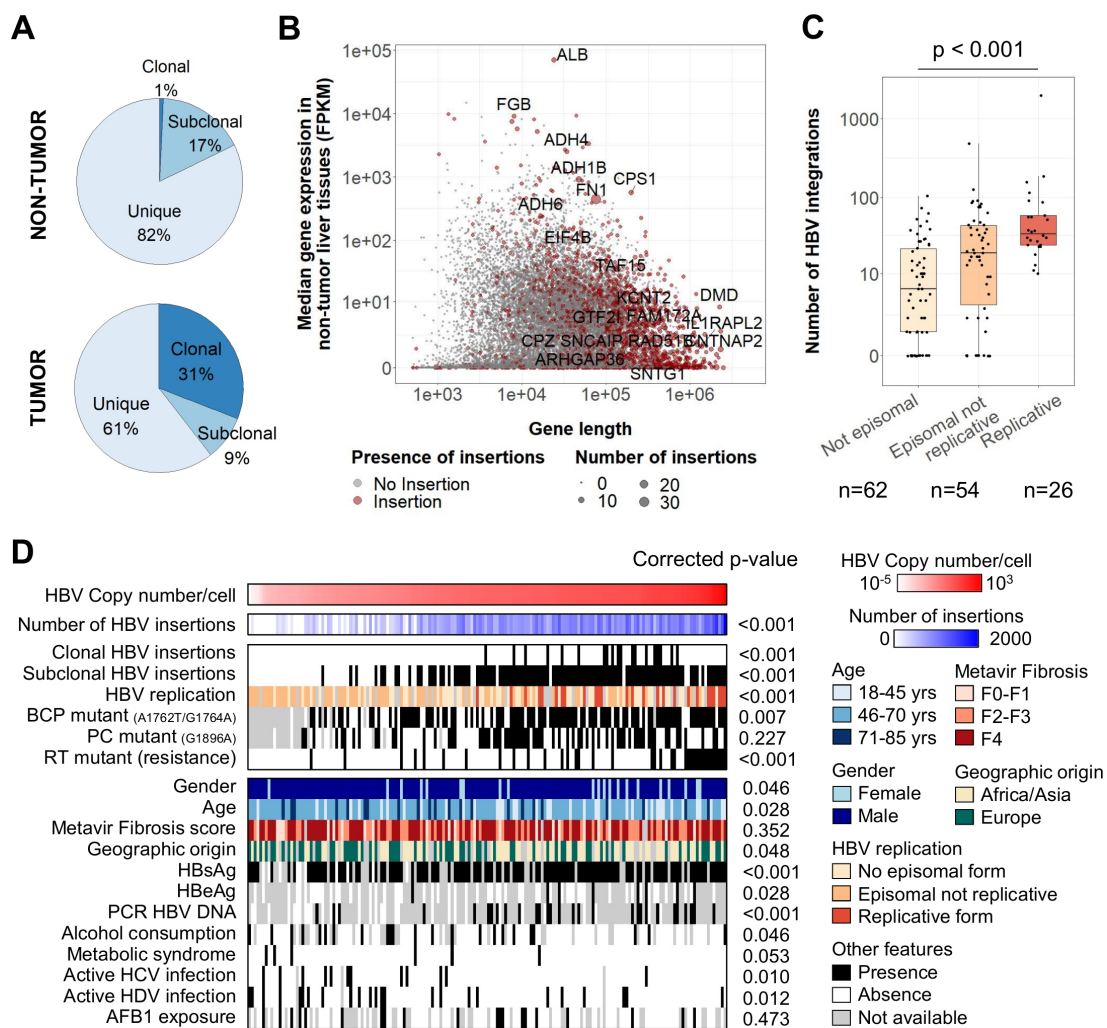 A
NON-TUMOR
Clonal
1%
Subclonal
17%
Unique
82%
TUMOR
Clonal
31%
Unique
61%
Subclonal
9%
B
Median gene expression in
non-tumor liver tissues (FPKM)
1e+05
1e+04
1e+03
1e+02
1e+01
0
ALB
FGB
ADH4
ADH1B
CPS1
FN1
ADH6
EIF4B
TAF15
KCNT2
DMD
GTF2I
FAM172A
IL1RAPL2
CPZ
SNCAIP
RAD51B
CNTNAP2
ARHGAP36
SNTG1
1e+03
1e+04
1e+05
1e+06
Gene length
Presence of insertions
No Insertion
Insertion
Number of insertions
0
10
20
30
C
p < 0.001
Number of HBV integrations
1000
100
10
0
Not episomal
Episomal not
replicative
Replicative
n=62
n=54
n=26
D
Corrected p-value
HBV Copy number/cell
Number of HBV insertions <0.001
Clonal HBV insertions <0.001
Subclonal HBV insertions <0.001
HBV replication <0.001
BCP mutant (A1762T/G1764A) 0.007
PC mutant (G1896A) 0.227
RT mutant (resistance) <0.001
Gender 0.046
Age 0.028
Metavir Fibrosis score 0.352
Geographic origin 0.048
HBsAg <0.001
HBeAg 0.028
PCR HBV DNA <0.001
Alcohol consumption 0.046
Metabolic syndrome 0.053
Active HCV infection 0.010
Active HDV infection 0.012
AFB1 exposure 0.473
HBV Copy number/cell
10-5 103
Number of insertions
0 2000
Age
18-45 yrs
46-70 yrs
71-85 yrs
Metavir Fibrosis
F0-F1
F2-F3
F4
Gender
Female
Male
Geographic origin
Africa/Asia
Europe
HBV replication
No episomal form
Episomal not replicative
Replicative form
Other features
Presence
Absence
Not available